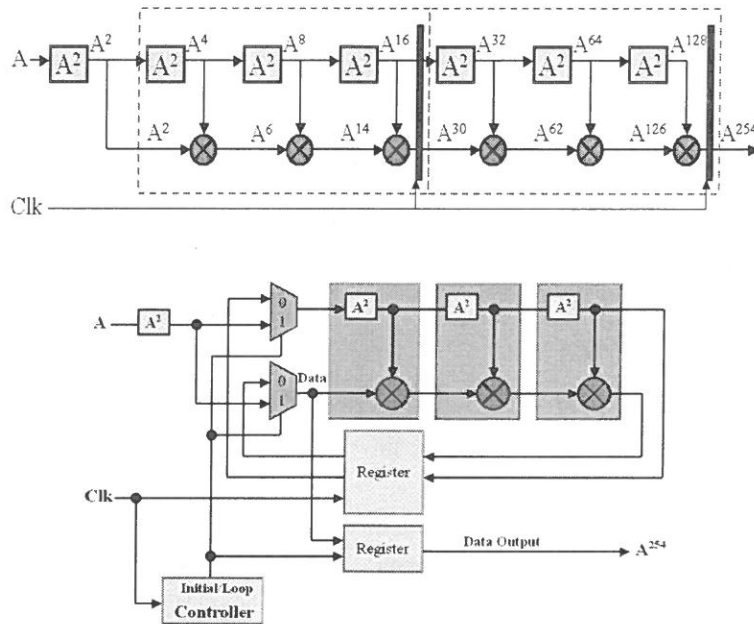 A A² A² A² A⁴ A² A⁸ A² A¹⁶ A² A³² A² A⁶⁴ A² A¹²⁸
A² A⁶ A¹⁴ A³⁰ A⁶² A¹²⁶ A²⁵⁴
Clk
A A² 0 1 A² A² A²
0 1 Data
Register
Clk
Register Data Output A²⁵⁴
Initial/Loop
Controller